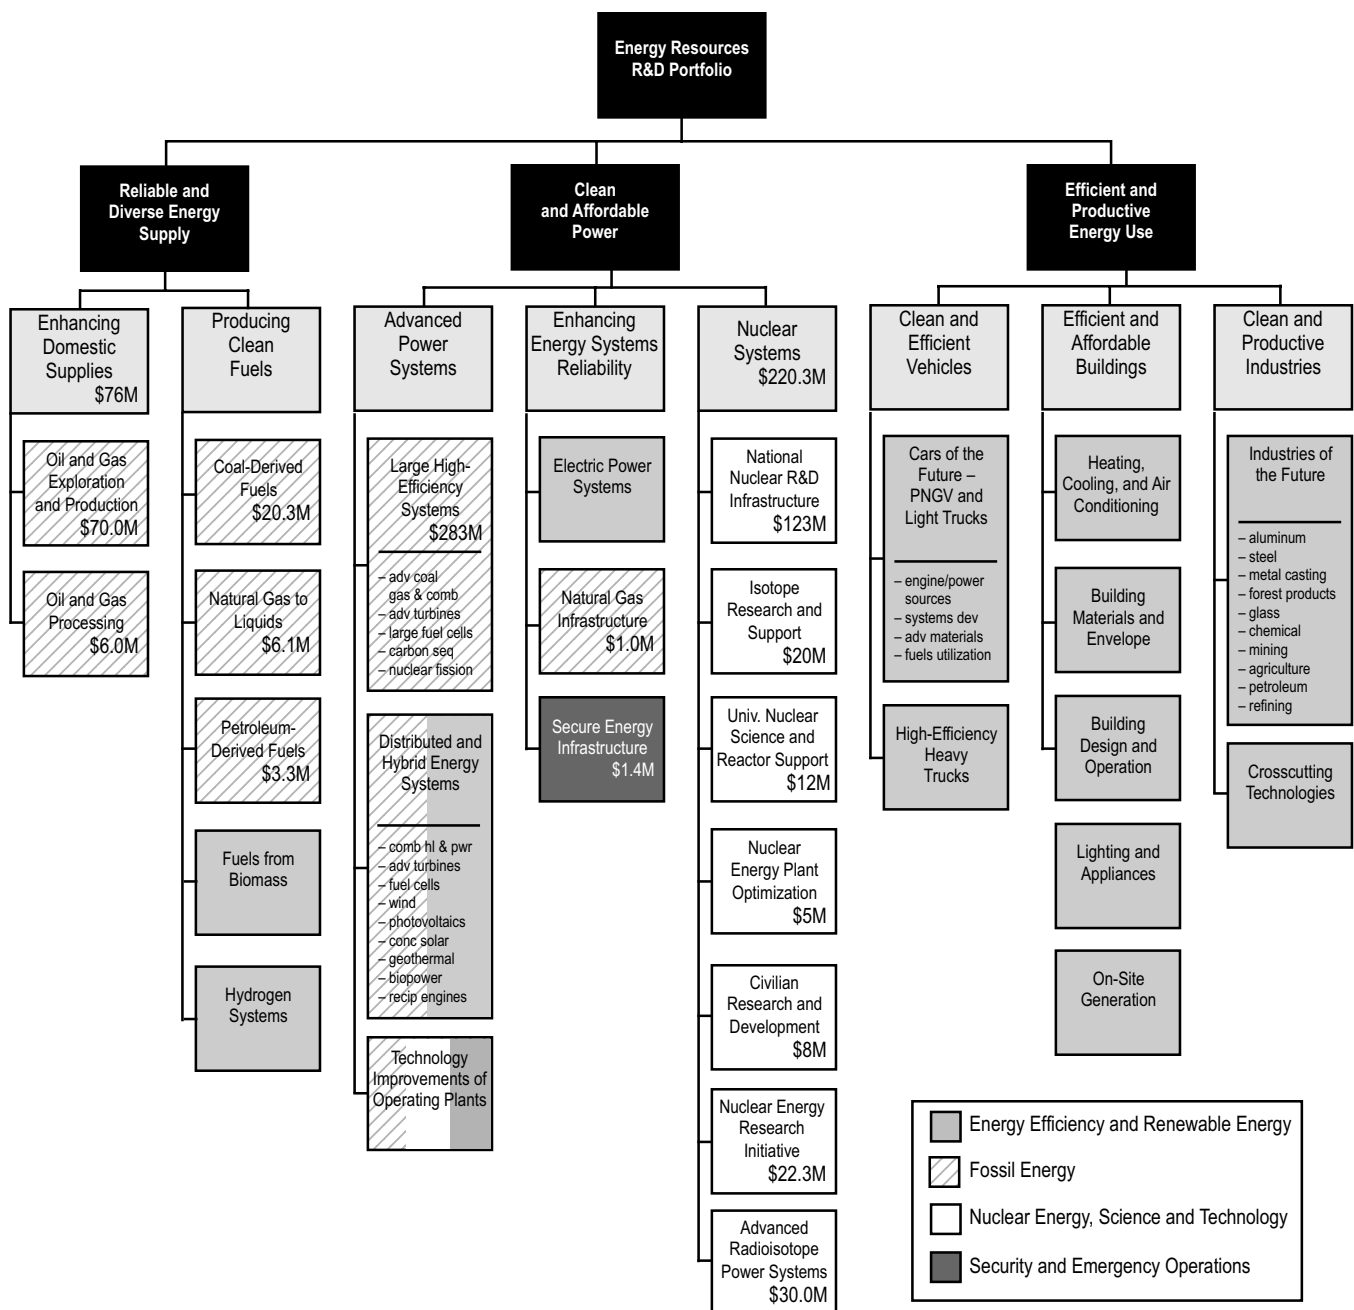 Energy Resources
R&D Portfolio
Reliable and
Diverse Energy
Supply
Clean
and Affordable
Power
Efficient and
Productive
Energy Use
Enhancing
Domestic
Supplies
$76M
Oil and Gas
Exploration
and Production
$70.0M
Oil and Gas
Processing
$6.0M
Producing
Clean
Fuels
Coal-Derived
Fuels
$20.3M
Natural Gas to
Liquids
$6.1M
Petroleum-
Derived Fuels
$3.3M
Fuels from
Biomass
Hydrogen
Systems
Advanced
Power
Systems
Large High-
Efficiency
Systems
$283M
– adv coal
gas & comb
– adv turbines
– large fuel cells
– carbon seq
– nuclear fission
Distributed and
Hybrid Energy
Systems
– comb hl & pwr
– adv turbines
– fuel cells
– wind
– photovoltaics
– conc solar
– geothermal
– biopower
– recip engines
Technology
Improvements of
Operating Plants
Enhancing
Energy Systems
Reliability
Electric Power
Systems
Natural Gas
Infrastructure
$1.0M
Secure Energy
Infrastructure
$1.4M
Nuclear
Systems
$220.3M
National
Nuclear R&D
Infrastructure
$123M
Isotope
Research and
Support
$20M
Univ. Nuclear
Science and
Reactor Support
$12M
Nuclear
Energy Plant
Optimization
$5M
Civilian
Research and
Development
$8M
Nuclear Energy
Research
Initiative
$22.3M
Advanced
Radioisotope
Power Systems
$30.0M
Clean and
Efficient
Vehicles
Cars of the
Future –
PNGV and
Light Trucks
– engine/power
sources
– systems dev
– adv materials
– fuels utilization
High-Efficiency
Heavy
Trucks
Efficient and
Affordable
Buildings
Heating,
Cooling, and Air
Conditioning
Building
Materials and
Envelope
Building
Design and
Operation
Lighting and
Appliances
On-Site
Generation
Clean and
Productive
Industries
Industries of
the Future
– aluminum
– steel
– metal casting
– forest products
– glass
– chemical
– mining
– agriculture
– petroleum
– refining
Crosscutting
Technologies
Energy Efficiency and Renewable Energy
Fossil Energy
Nuclear Energy, Science and Technology
Security and Emergency Operations